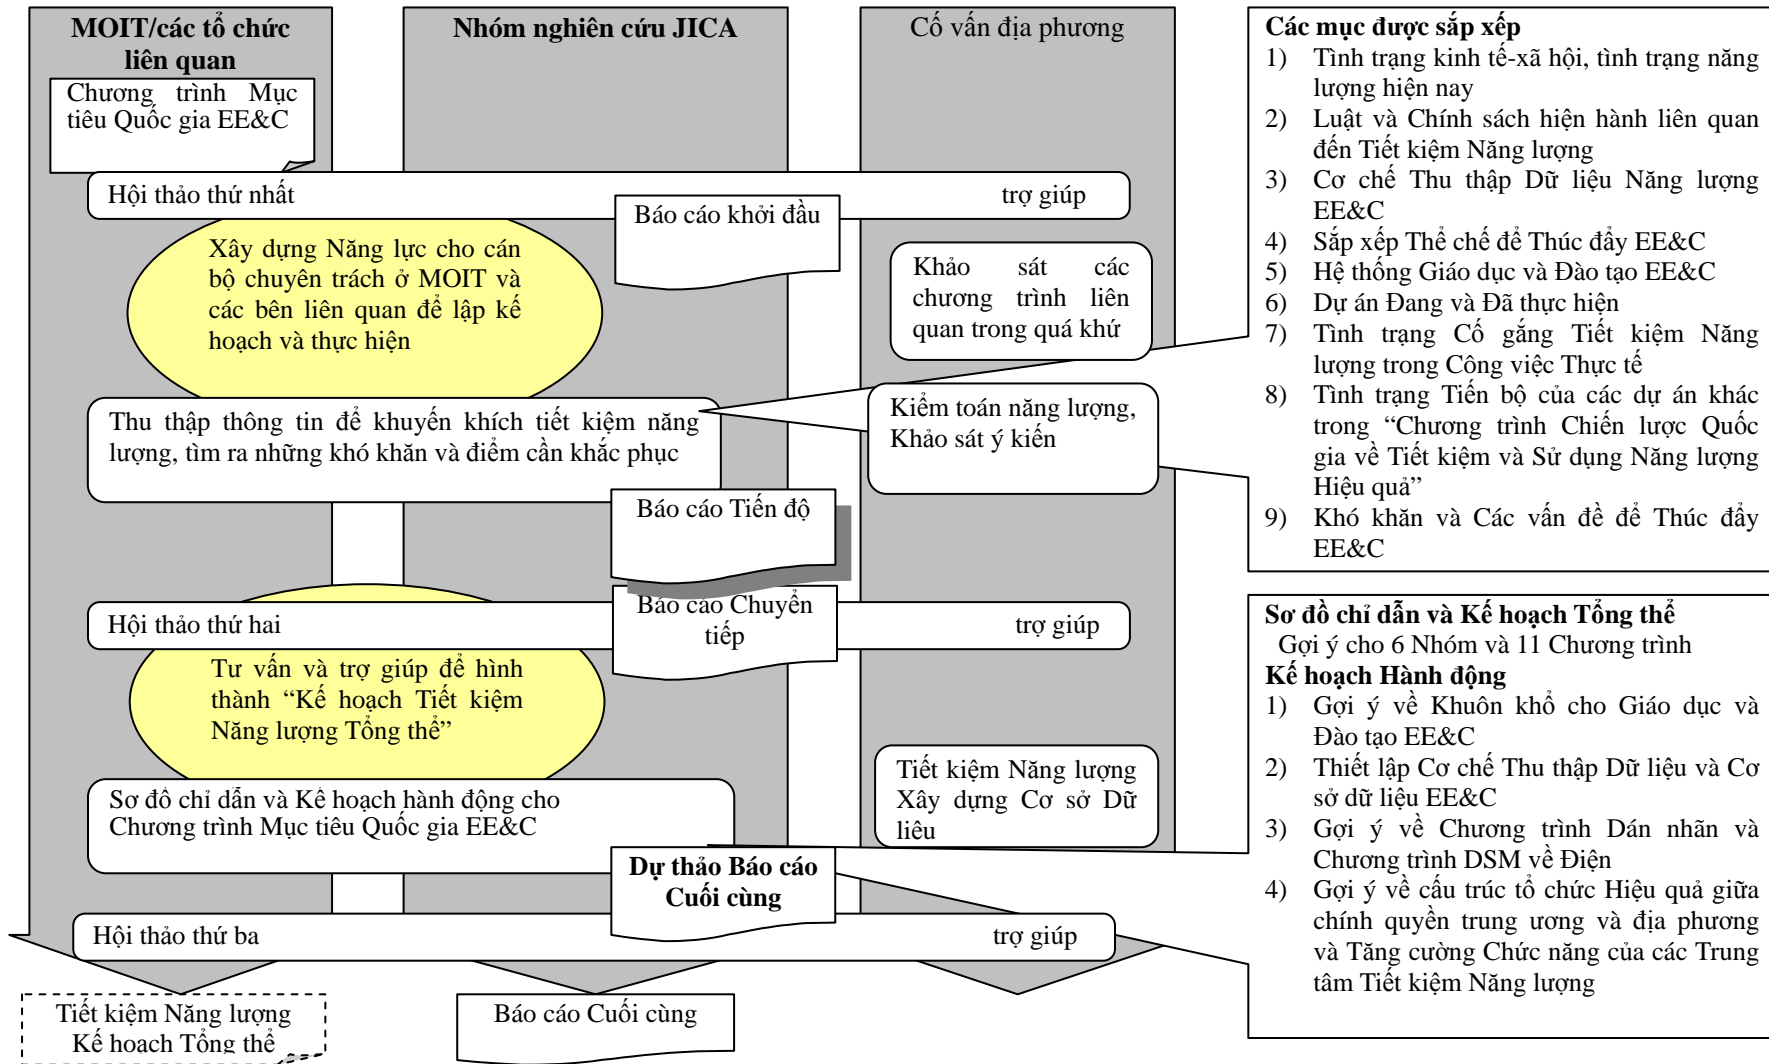 MOIT/các tổ chức
liên quan
Nhóm nghiên cứu JICA
Cố vấn địa phương
Chương trình Mục
tiêu Quốc gia EE&C
Hội thảo thứ nhất
trợ giúp
Báo cáo khởi đầu
Xây dựng Năng lực cho cán
bộ chuyên trách ở MOIT và
các bên liên quan để lập kế
hoạch và thực hiện
Khảo sát các
chương trình liên
quan trong quá khứ
Thu thập thông tin để khuyến khích tiết kiệm năng
lượng, tìm ra những khó khăn và điểm cần khắc phục
Kiểm toán năng lượng,
Khảo sát ý kiến
Báo cáo Tiến độ
Báo cáo Chuyển
tiếp
Hội thảo thứ hai
trợ giúp
Tư vấn và trợ giúp để hình
thành “Kế hoạch Tiết kiệm
Năng lượng Tổng thể”
Tiết kiệm Năng lượng
Xây dựng Cơ sở Dữ
liêu
Sơ đồ chỉ dẫn và Kế hoạch hành động cho
Chương trình Mục tiêu Quốc gia EE&C
Dự thảo Báo cáo
Cuối cùng
Hội thảo thứ ba
trợ giúp
Tiết kiệm Năng lượng
Kế hoạch Tổng thể
Báo cáo Cuối cùng
Các mục được sắp xếp
1) Tình trạng kinh tế-xã hội, tình trạng năng
lượng hiện nay
2) Luật và Chính sách hiện hành liên quan
đến Tiết kiệm Năng lượng
3) Cơ chế Thu thập Dữ liệu Năng lượng
EE&C
4) Sắp xếp Thể chế để Thúc đẩy EE&C
5) Hệ thống Giáo dục và Đào tạo EE&C
6) Dự án Đang và Đã thực hiện
7) Tình trạng Cố gắng Tiết kiệm Năng
lượng trong Công việc Thực tế
8) Tình trạng Tiến bộ của các dự án khác
trong “Chương trình Chiến lược Quốc
gia về Tiết kiệm và Sử dụng Năng lượng
Hiệu quả”
9) Khó khăn và Các vấn đề để Thúc đẩy
EE&C
Sơ đồ chỉ dẫn và Kế hoạch Tổng thể
Gợi ý cho 6 Nhóm và 11 Chương trình
Kế hoạch Hành động
1) Gợi ý về Khuôn khổ cho Giáo dục và
Đào tạo EE&C
2) Thiết lập Cơ chế Thu thập Dữ liệu và Cơ
sở dữ liệu EE&C
3) Gợi ý về Chương trình Dán nhãn và
Chương trình DSM về Điện
4) Gợi ý về cấu trúc tổ chức Hiệu quả giữa
chính quyền trung ương và địa phương
và Tăng cường Chức năng của các Trung
tâm Tiết kiệm Năng lượng